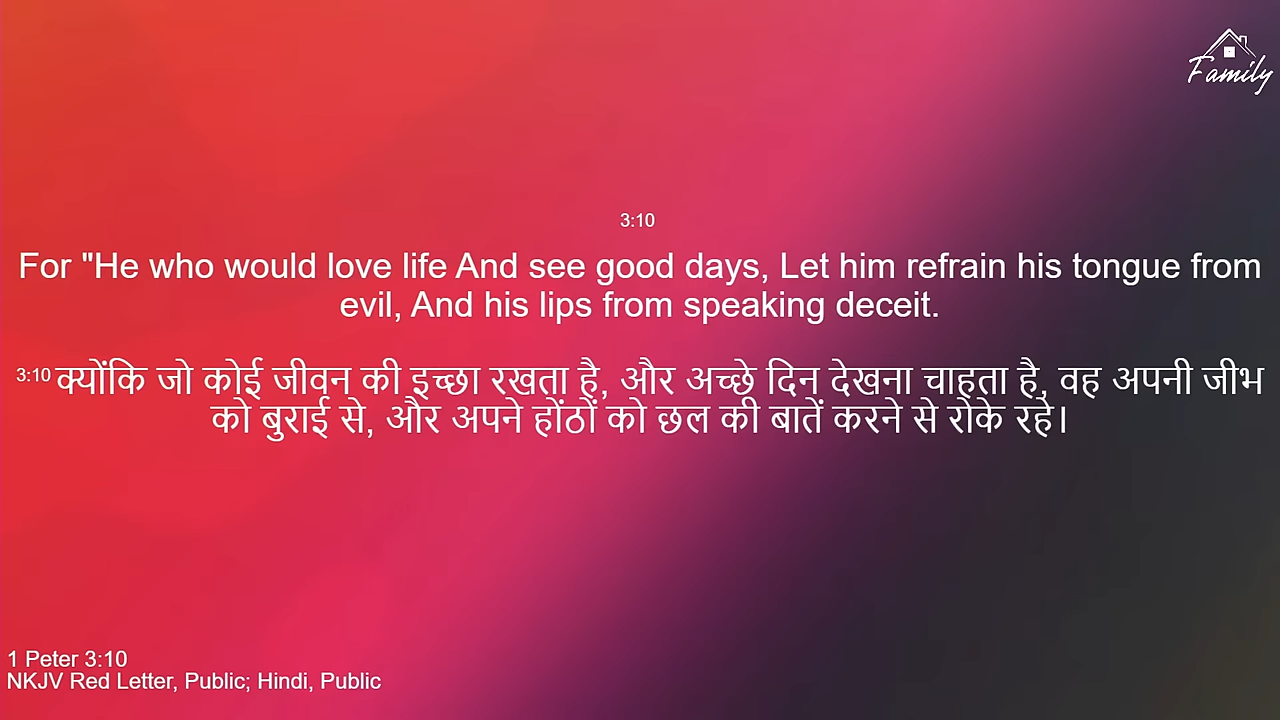 Family
3:10
For "He who would love life And see good days, Let him refrain his tongue from
evil, And his lips from speaking deceit.
3:10 क्योंकि जो कोई जीवन की इच्छा रखता है, और अच्छे दिन देखना चाहता है, वह अपनी जीभ
को बुराई से, और अपने होंठों को छल की बातें करने से रोके रहे।
1 Peter 3:10
NKJV Red Letter, Public; Hindi, Public